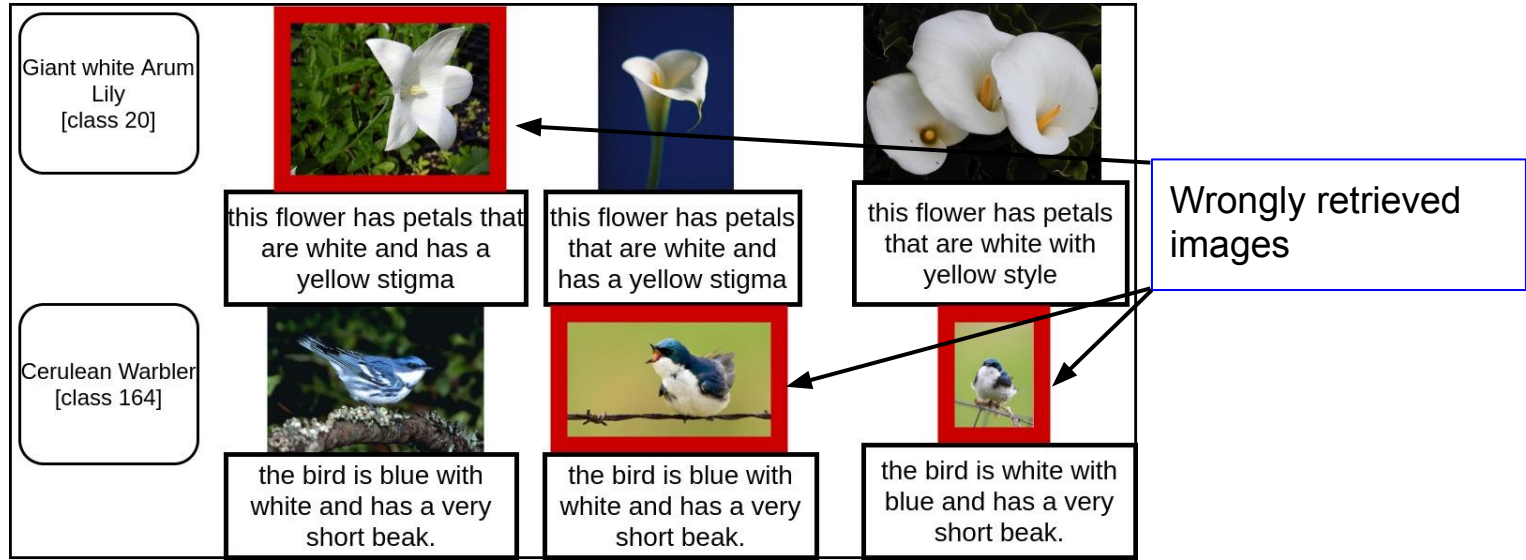 Giant white Arum
Lily
[class 20]
this flower has petals that
are white and has a
yellow stigma
this flower has petals
that are white and
has a yellow stigma
this flower has petals
that are white with
yellow style
Wrongly retrieved
images
Cerulean Warbler
[class 164]
the bird is blue with
white and has a very
short beak.
the bird is blue with
white and has a very
short beak.
the bird is white with
blue and has a very
short beak.